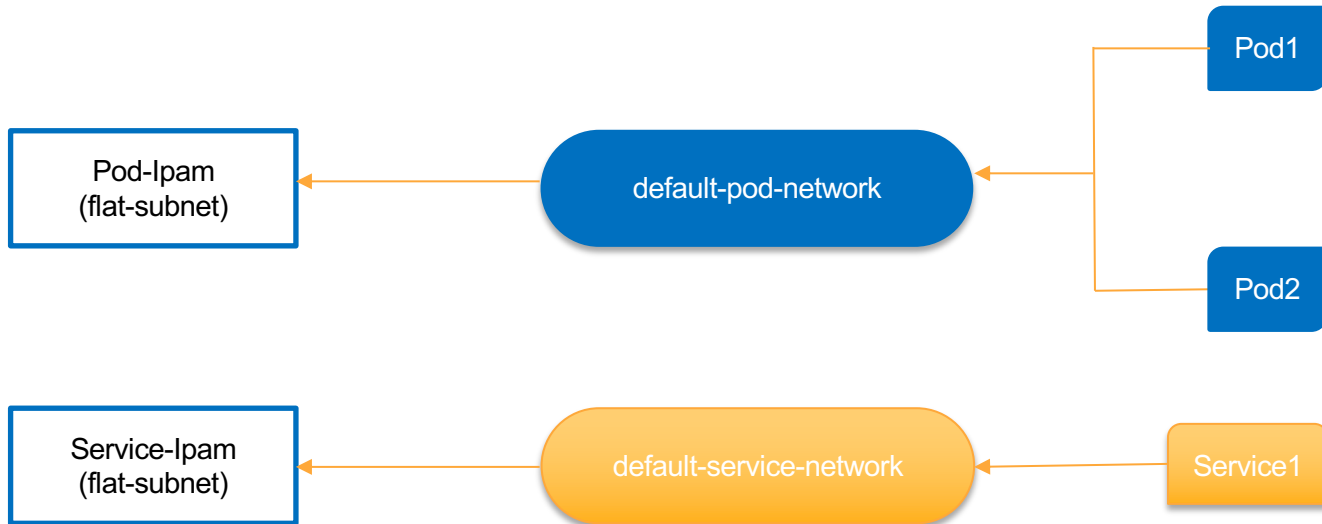 Pod1
Pod-Ipam
(flat-subnet)
default-pod-network
Pod2
Service-Ipam
(flat-subnet)
default-service-network
Service1